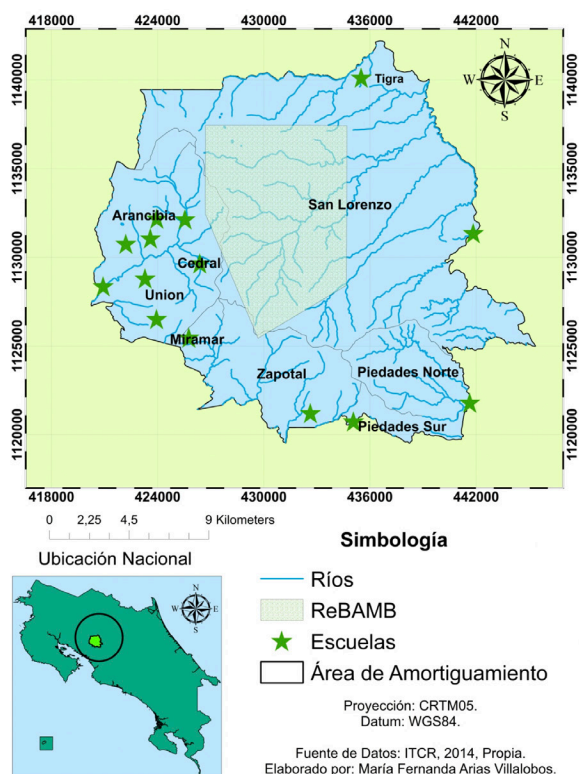 418000 424000 430000 436000 442000
1140000
1135000
1130000
1125000
1120000
1140000
1135000
1130000
1125000
1120000
N
W E
S
Tigra
San Lorenzo
Arancibia
Cedral
Union
Miramar
Zapotal
Piedades Norte
Piedades Sur
418000 424000 430000 436000 442000
0 2,25 4,5 9 Kilometers
Ubicación Nacional
N
W E
S
Simbología
Ríos
ReBAMB
Escuelas
Área de Amortiguamiento
Proyección: CRTM05.
Datum: WGS84.
Fuente de Datos: ITCR, 2014, Propia.
Elaborado por: María Fernanda Arias Villalobos.